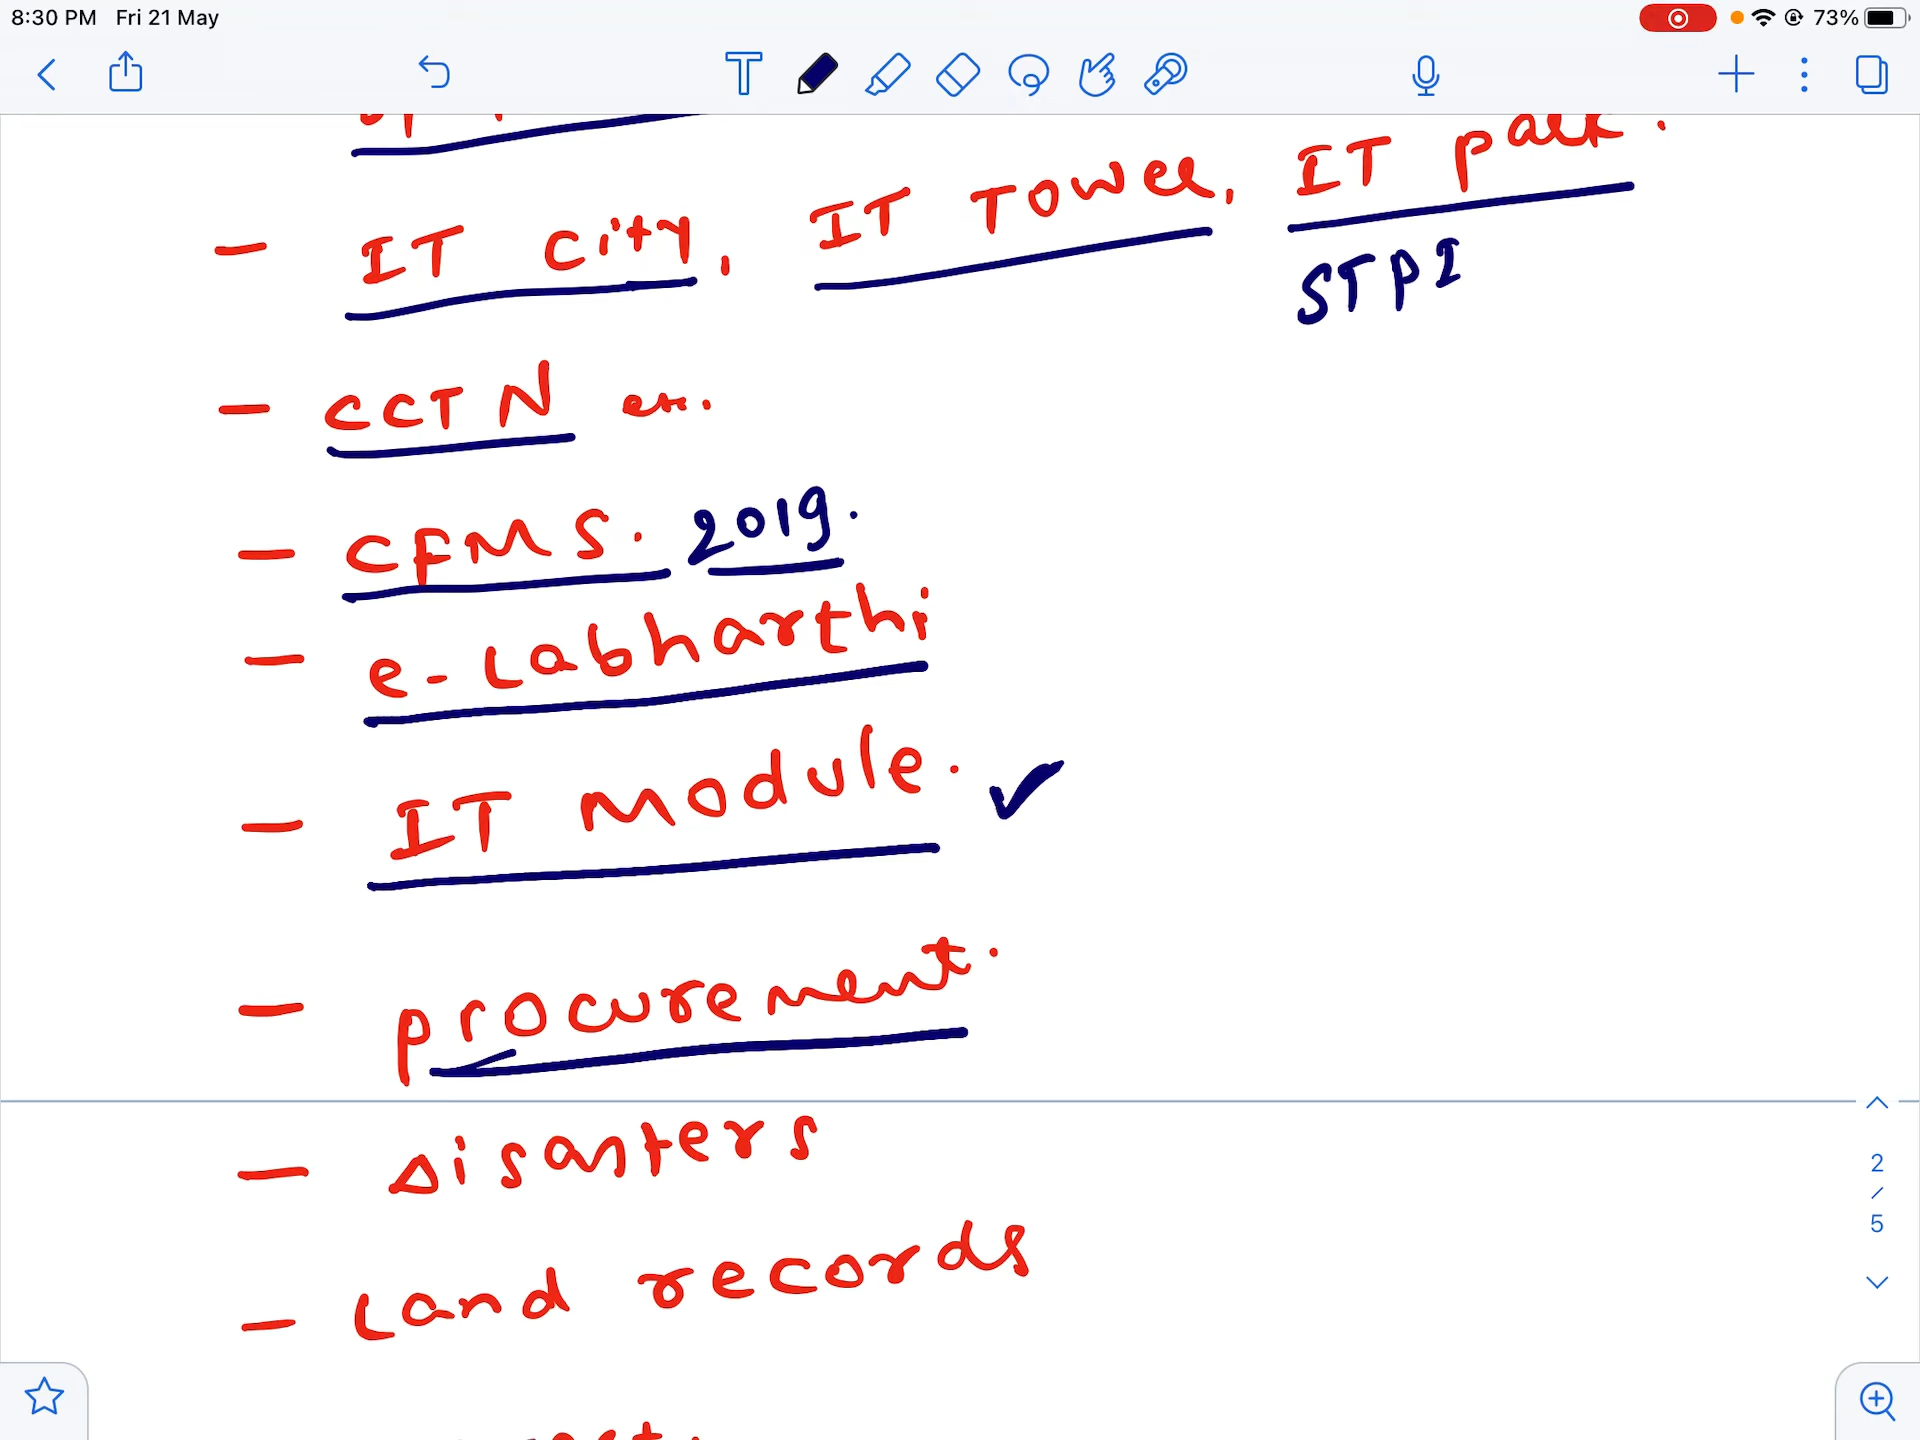 8:30 PM Fri 21 May 73%
- IT City, IT Tower, IT park.
STPI
- CCTN etc.
- CFMS. 2019.
- e-Labharthi
- IT Module.
- procurement.
- Disasters
- Land records
2
/
5